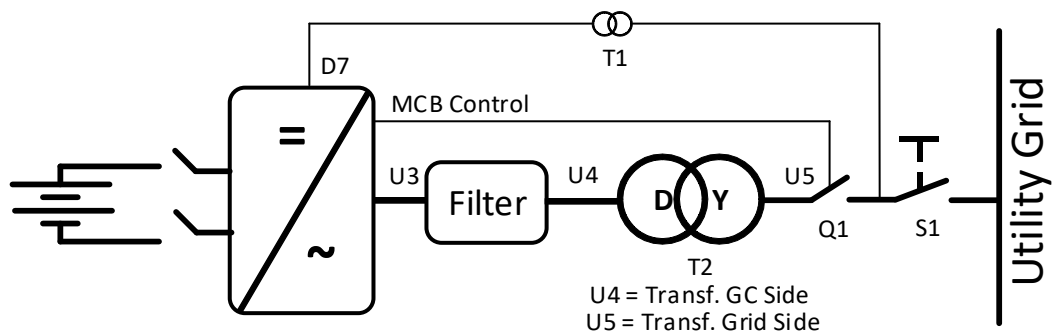 T1
D7
MCB Control
=
~
U3
Filter
U4
D
Y
U5
Q1
S1
T2
U4 = Transf. GC Side
U5 = Transf. Grid Side
Utility Grid